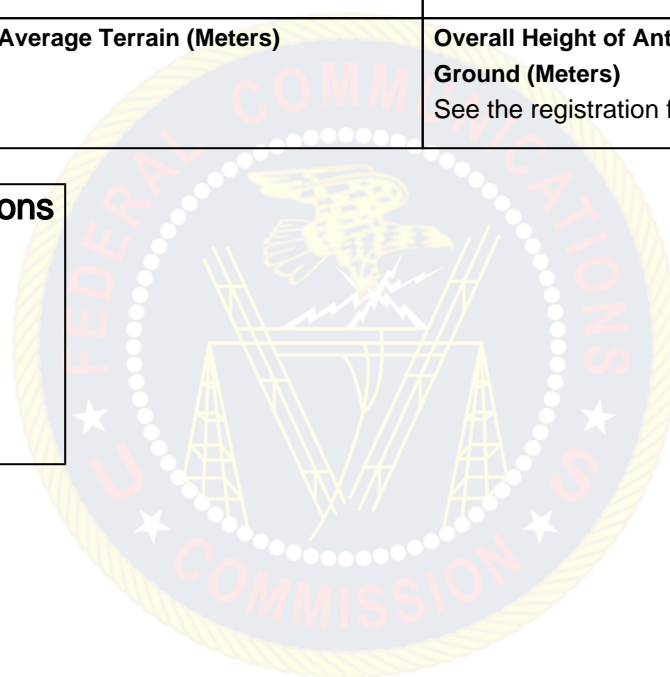 Average Terrain (Meters)
Overall Height of Ant
Ground (Meters)
See the registration f
ons
FEDERAL COMMUNICATIONS
COMMISSION
U S